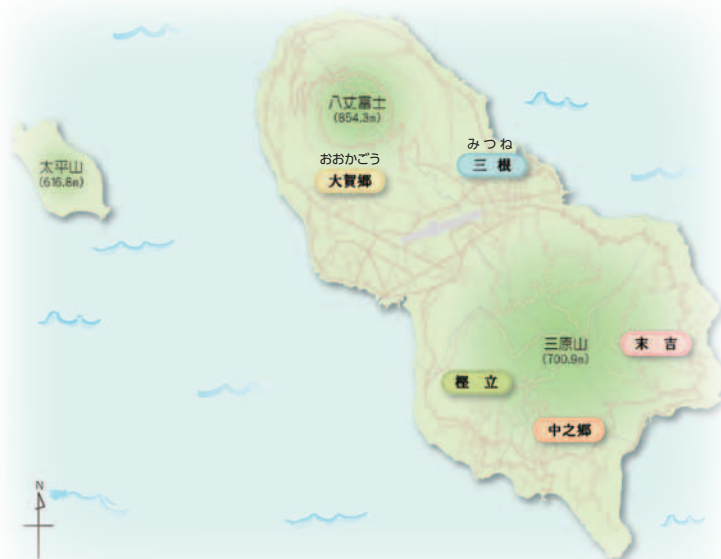 八丈富士
(854.3m)
みつね
三根
おおかごう
大賀郷
太平山
(616.8m)
三原山
(700.9m)
末吉
樫立
中之郷
N